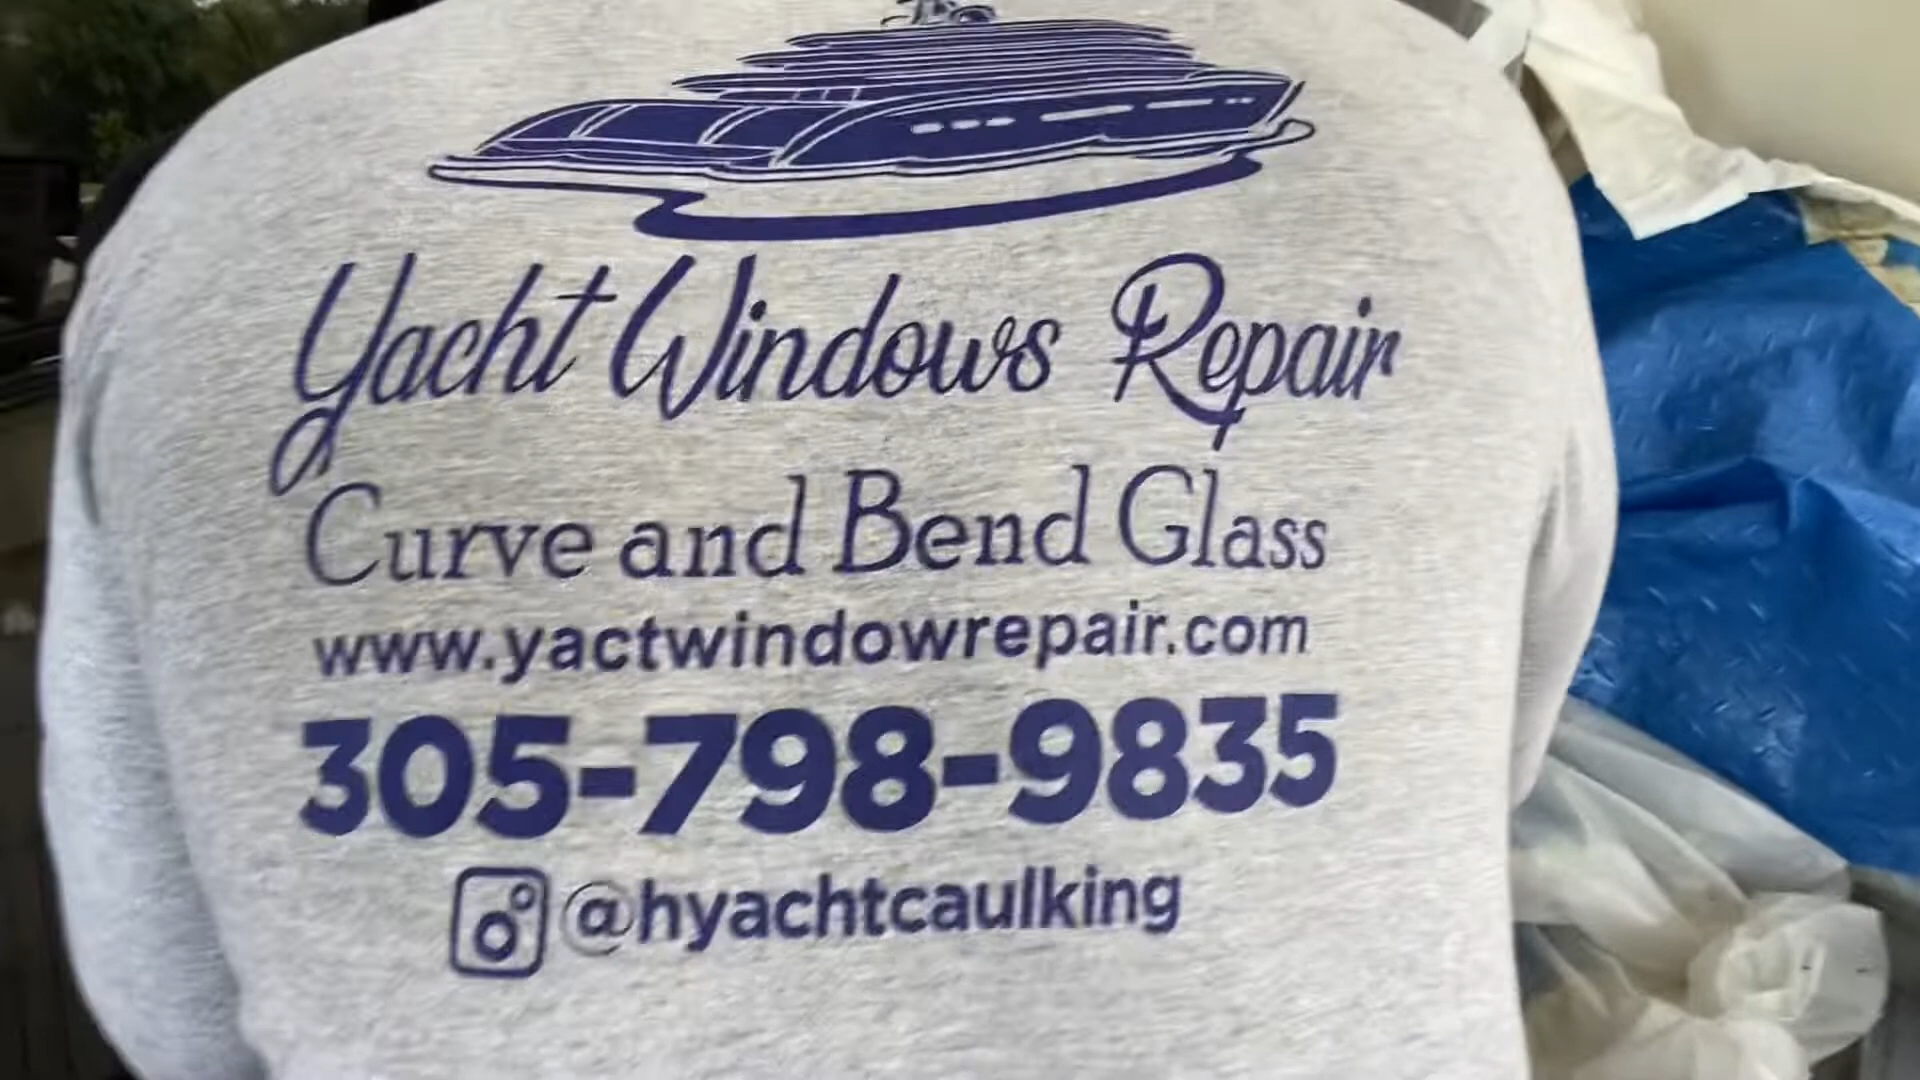 Yacht Windows Repair
Curve and Bend Glass
www.yactwindowrepair.com
305-798-9835
@hyachtcaulking